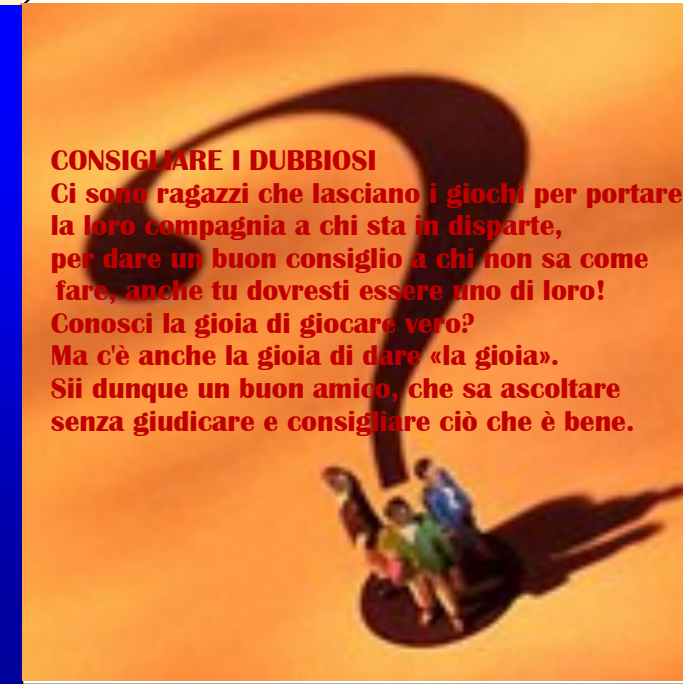 CONSIGLIARE I DUBBIOSI
Ci sono ragazzi che lasciano i giochi per portare
la loro compagnia a chi sta in disparte,
per dare un buon consiglio a chi non sa come
fare, anche tu dovresti essere uno di loro!
Conosci la gioia di giocare vero?
Ma c'è anche la gioia di dare «la gioia».
Sii dunque un buon amico, che sa ascoltare
senza giudicare e consigliare ciò che è bene.